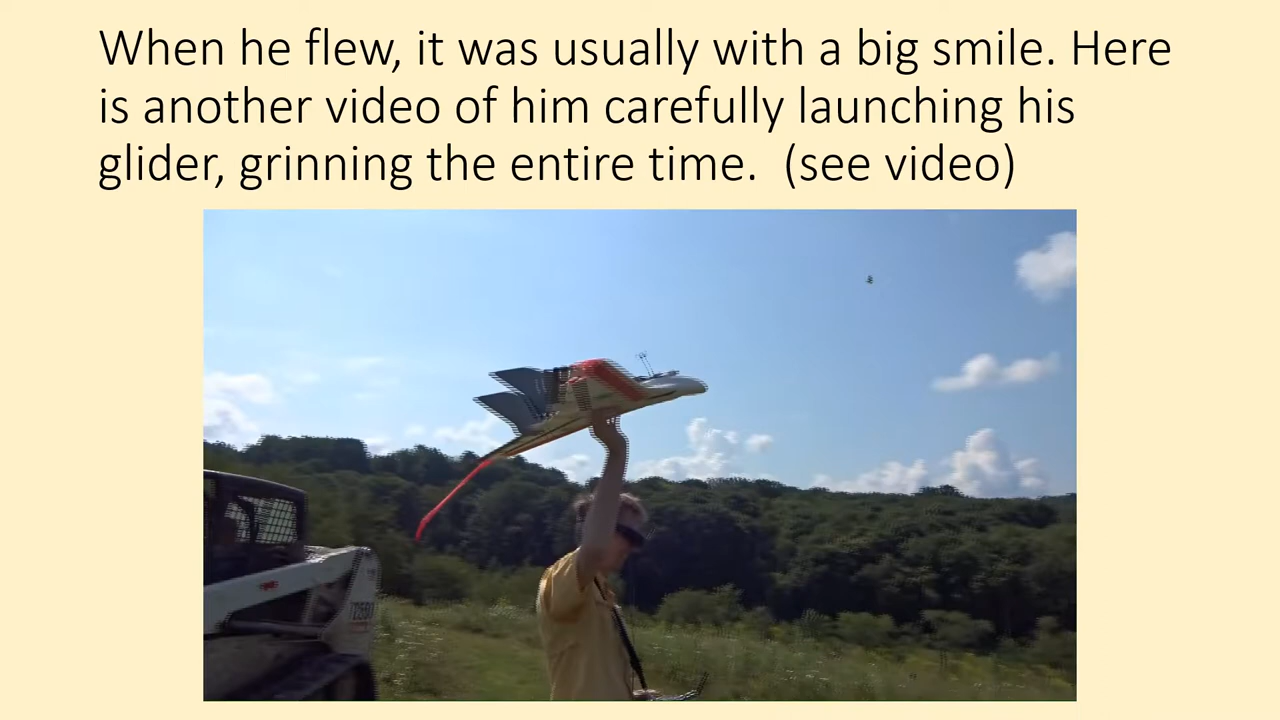 When he flew, it was usually with a big smile. Here
is another video of him carefully launching his
glider, grinning the entire time. (see video)